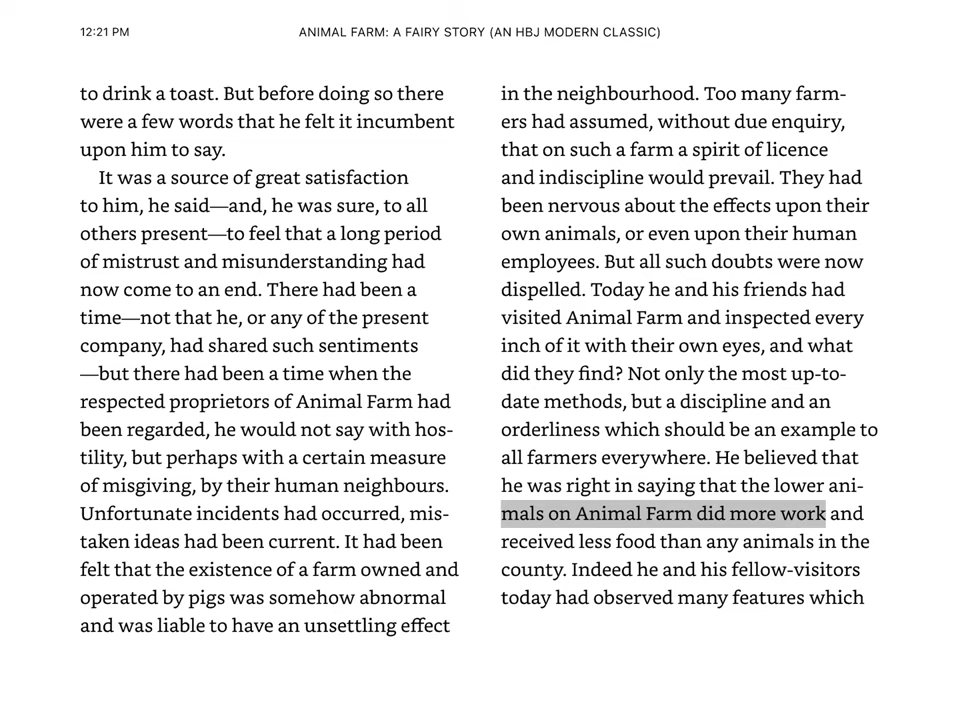 12:21 PM
ANIMAL FARM: A FAIRY STORY (AN HBJ MODERN CLASSIC)
to drink a toast. But before doing so there
were a few words that he felt it incumbent
upon him to say.
It was a source of great satisfaction
to him, he said—and, he was sure, to all
others present—to feel that a long period
of mistrust and misunderstanding had
now come to an end. There had been a
time—not that he, or any of the present
company, had shared such sentiments
—but there had been a time when the
respected proprietors of Animal Farm had
been regarded, he would not say with hos-
tility, but perhaps with a certain measure
of misgiving, by their human neighbours.
Unfortunate incidents had occurred, mis-
taken ideas had been current. It had been
felt that the existence of a farm owned and
operated by pigs was somehow abnormal
and was liable to have an unsettling effect
in the neighbourhood. Too many farm-
ers had assumed, without due enquiry,
that on such a farm a spirit of licence
and indiscipline would prevail. They had
been nervous about the effects upon their
own animals, or even upon their human
employees. But all such doubts were now
dispelled. Today he and his friends had
visited Animal Farm and inspected every
inch of it with their own eyes, and what
did they find? Not only the most up-to-
date methods, but a discipline and an
orderliness which should be an example to
all farmers everywhere. He believed that
he was right in saying that the lower ani-
mals on Animal Farm did more work and
received less food than any animals in the
county. Indeed he and his fellow-visitors
today had observed many features which